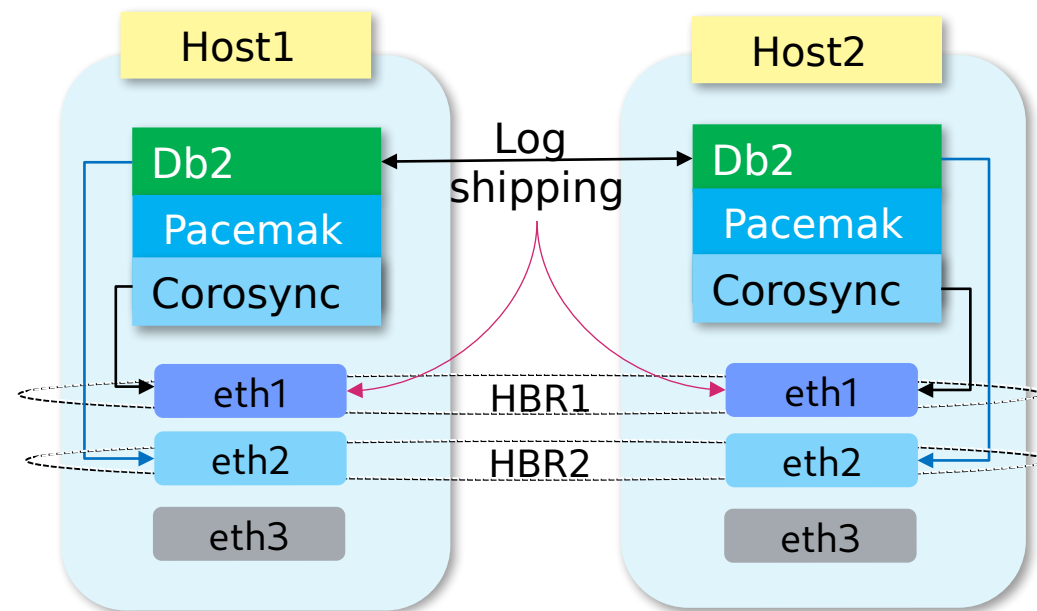 Host1
Host2
Db2
Pacemak
Corosync
Log
shipping
Db2
Pacemak
Corosync
eth1
HBR1
eth1
eth2
HBR2
eth2
eth3
eth3